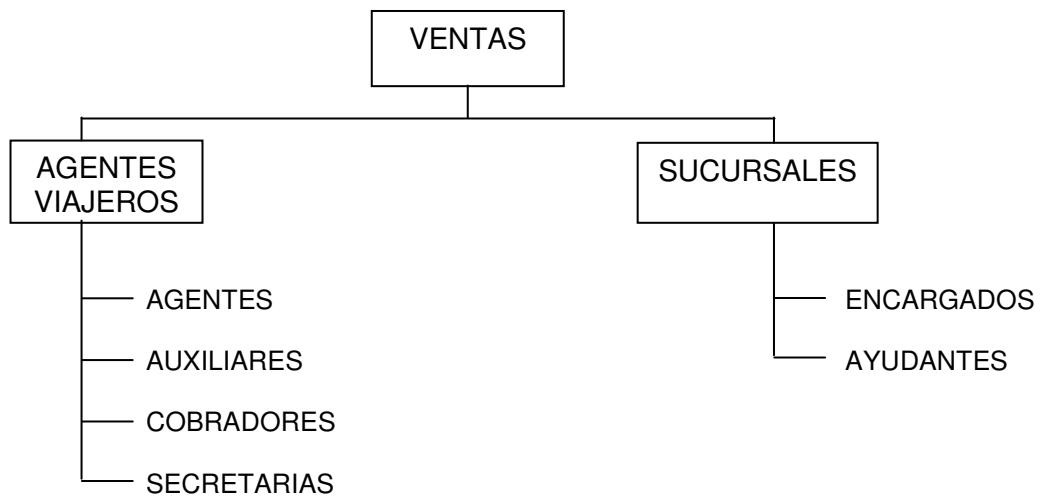 VENTAS
AGENTES
VIAJEROS
SUCURSALES
AGENTES
AUXILIARES
COBRADORES
SECRETARIAS
ENCARGADOS
AYUDANTES